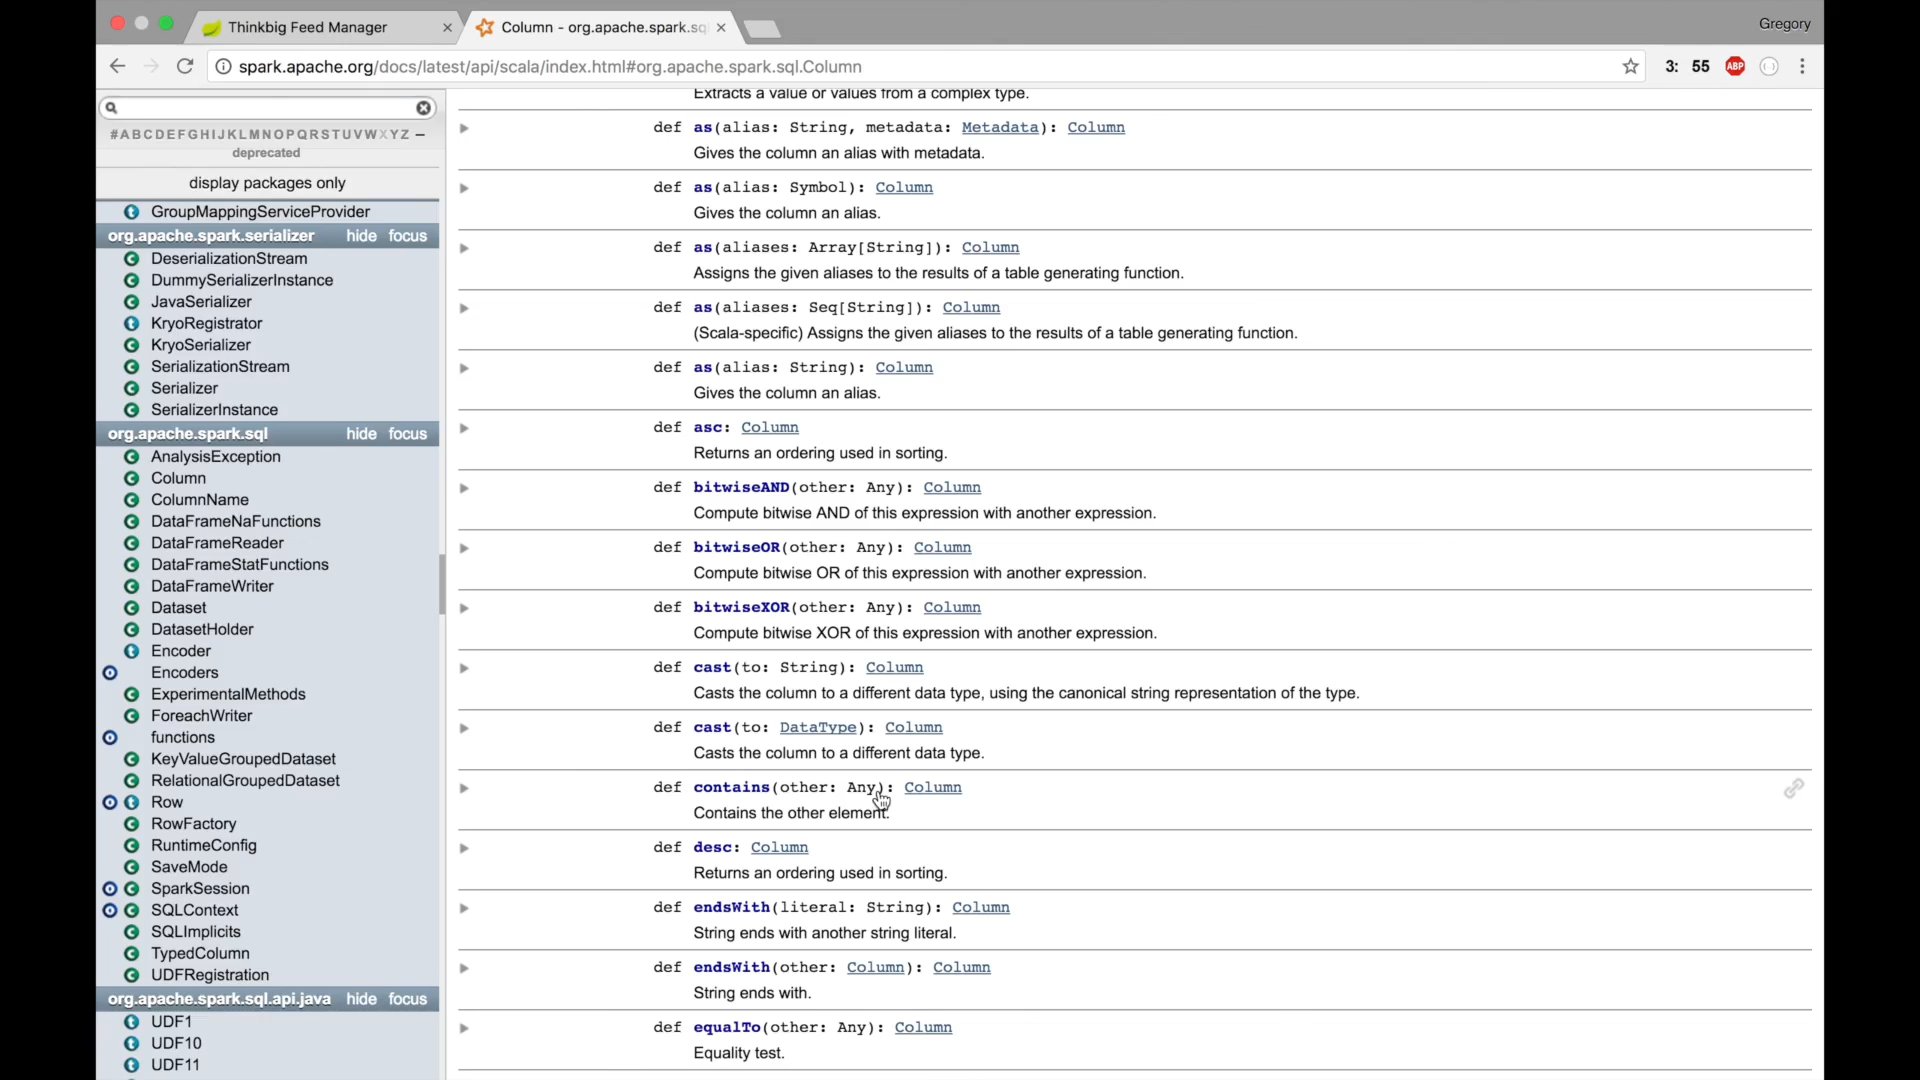 Thinkbig Feed Manager
Column - org.apache.spark.sq
Gregory
spark.apache.org/docs/latest/api/scala/index.html#org.apache.spark.sql.Column
3: 55
ABP
#ABCDEFGHIJKLMNOPQRSTUVWXYZ –
deprecated
display packages only
GroupMappingServiceProvider
org.apache.spark.serializer hide focus
DeserializationStream
DummySerializerInstance
JavaSerializer
KryoRegistrator
KryoSerializer
SerializationStream
Serializer
SerializerInstance
org.apache.spark.sql hide focus
AnalysisException
Column
ColumnName
DataFrameNaFunctions
DataFrameReader
DataFrameStatFunctions
DataFrameWriter
Dataset
DatasetHolder
Encoder
Encoders
ExperimentalMethods
ForeachWriter
functions
KeyValueGroupedDataset
RelationalGroupedDataset
Row
RowFactory
RuntimeConfig
SaveMode
SparkSession
SQLContext
SQLImplicits
TypedColumn
UDFRegistration
org.apache.spark.sql.api.java hide focus
UDF1
UDF10
UDF11
Extracts a value or values from a complex type.
def as(alias: String, metadata: Metadata): Column
Gives the column an alias with metadata.
def as(alias: Symbol): Column
Gives the column an alias.
def as(aliases: Array[String]): Column
Assigns the given aliases to the results of a table generating function.
def as(aliases: Seq[String]): Column
(Scala-specific) Assigns the given aliases to the results of a table generating function.
def as(alias: String): Column
Gives the column an alias.
def asc: Column
Returns an ordering used in sorting.
def bitwiseAND(other: Any): Column
Compute bitwise AND of this expression with another expression.
def bitwiseOR(other: Any): Column
Compute bitwise OR of this expression with another expression.
def bitwiseXOR(other: Any): Column
Compute bitwise XOR of this expression with another expression.
def cast(to: String): Column
Casts the column to a different data type, using the canonical string representation of the type.
def cast(to: DataType): Column
Casts the column to a different data type.
def contains(other: Any): Column
Contains the other element.
def desc: Column
Returns an ordering used in sorting.
def endsWith(literal: String): Column
String ends with another string literal.
def endsWith(other: Column): Column
String ends with.
def equalTo(other: Any): Column
Equality test.